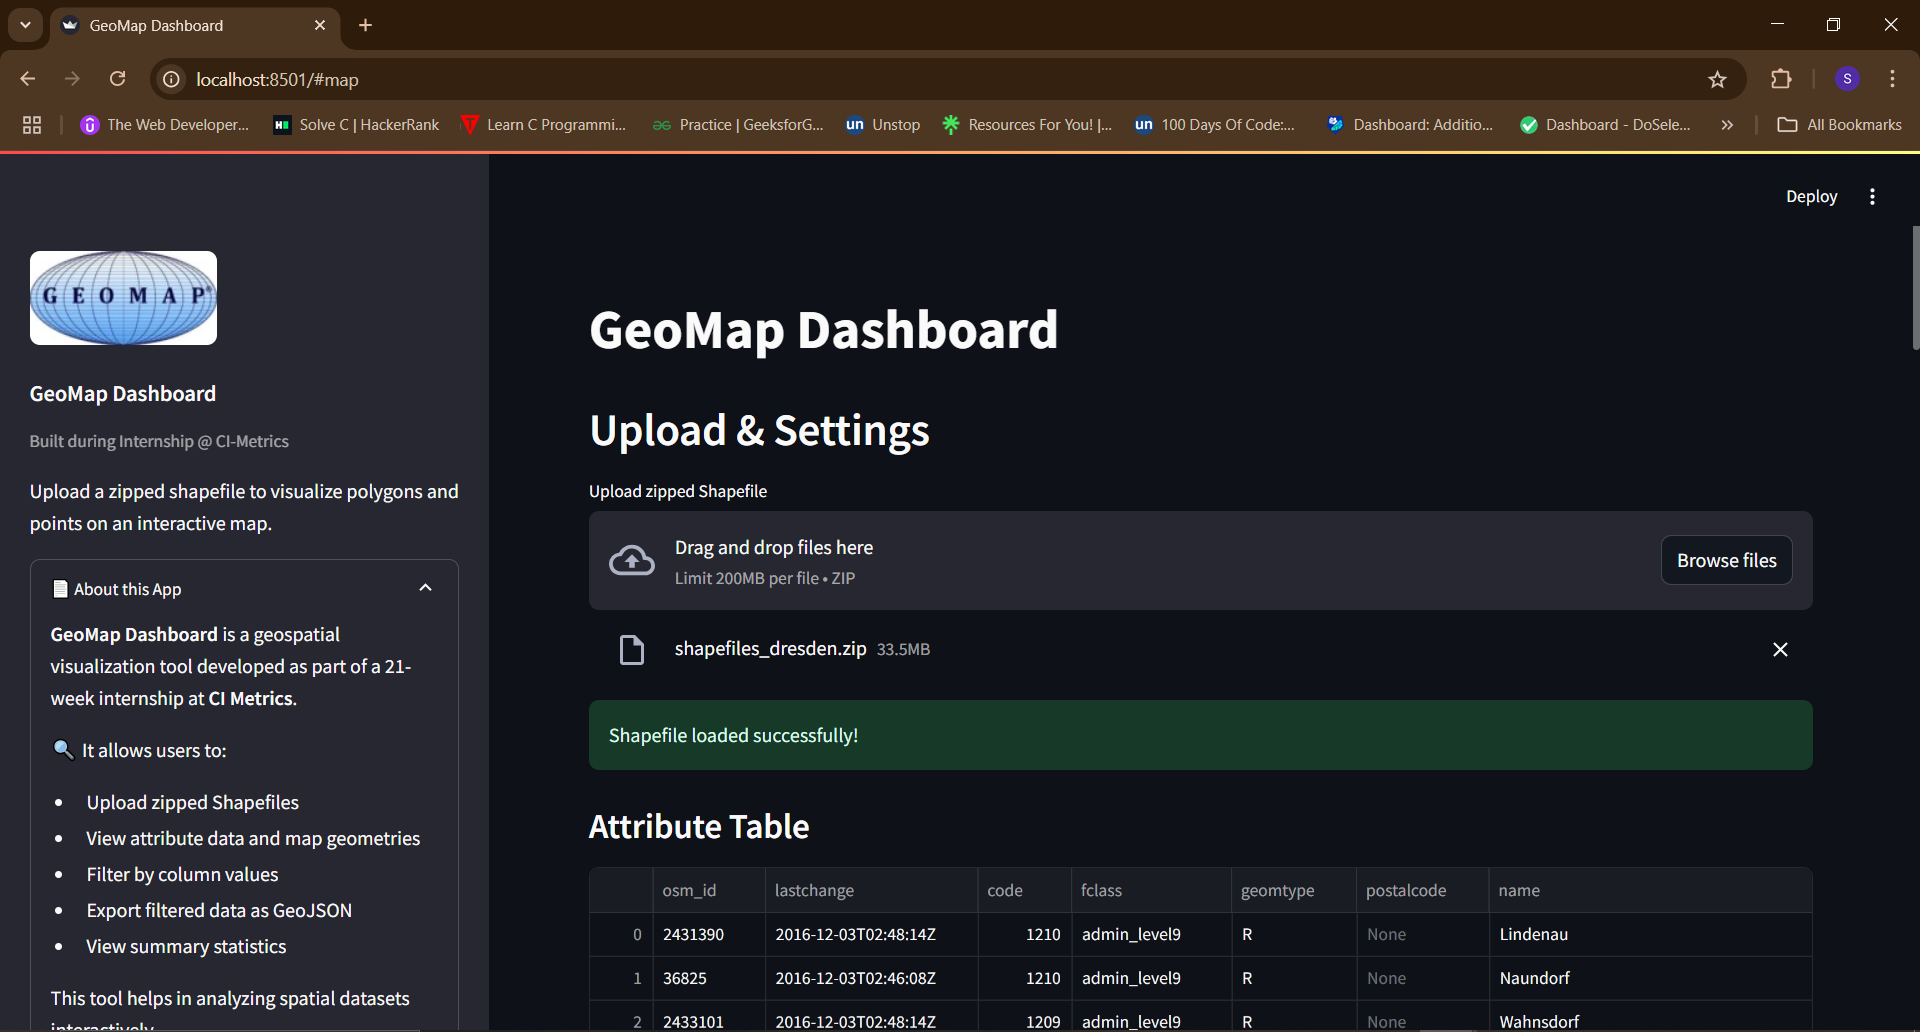 GeoMap Dashboard
localhost:8501/#map
The Web Developer...
Solve C | HackerRank
Learn C Programmi...
Practice | GeeksforG...
Unstop
Resources For You! |...
100 Days Of Code:...
Dashboard: Additio...
Dashboard - DoSele...
All Bookmarks
S
Deploy
GEOMAP®
GeoMap Dashboard
Built during Internship @ CI-Metrics
Upload a zipped shapefile to visualize polygons and
points on an interactive map.
About this App
GeoMap Dashboard is a geospatial
visualization tool developed as part of a 21-
week internship at CI Metrics.
It allows users to:
Upload zipped Shapefiles
View attribute data and map geometries
Filter by column values
Export filtered data as GeoJSON
View summary statistics
This tool helps in analyzing spatial datasets
interactively.
GeoMap Dashboard
Upload & Settings
Upload zipped Shapefile
Drag and drop files here
Limit 200MB per file • ZIP
Browse files
shapefiles_dresden.zip 33.5MB
Shapefile loaded successfully!
Attribute Table
osm_id lastchange code fclass geomtype postalcode name
0 2431390 2016-12-03T02:48:14Z 1210 admin_level9 R None Lindenau
1 36825 2016-12-03T02:46:08Z 1210 admin_level9 R None Naundorf
2 2433101 2016-12-03T02:48:14Z 1209 admin_level9 R None Wahnsdorf